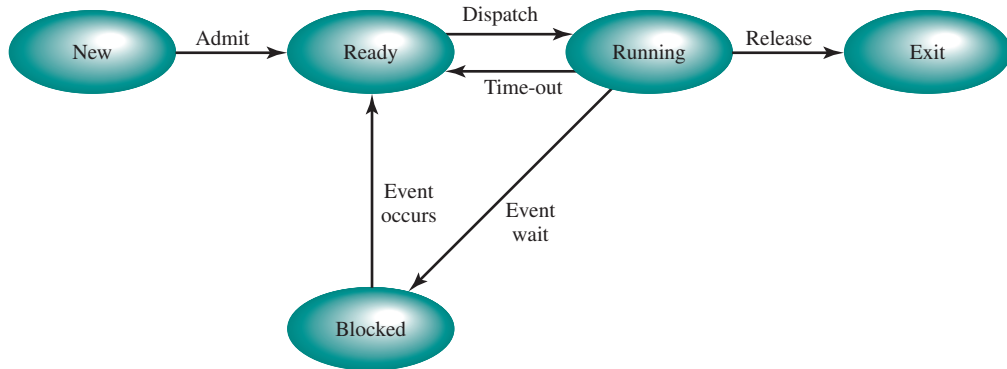 Dispatch
New
Admit
Ready
Running
Release
Exit
Time-out
Event
occurs
Event
wait
Blocked